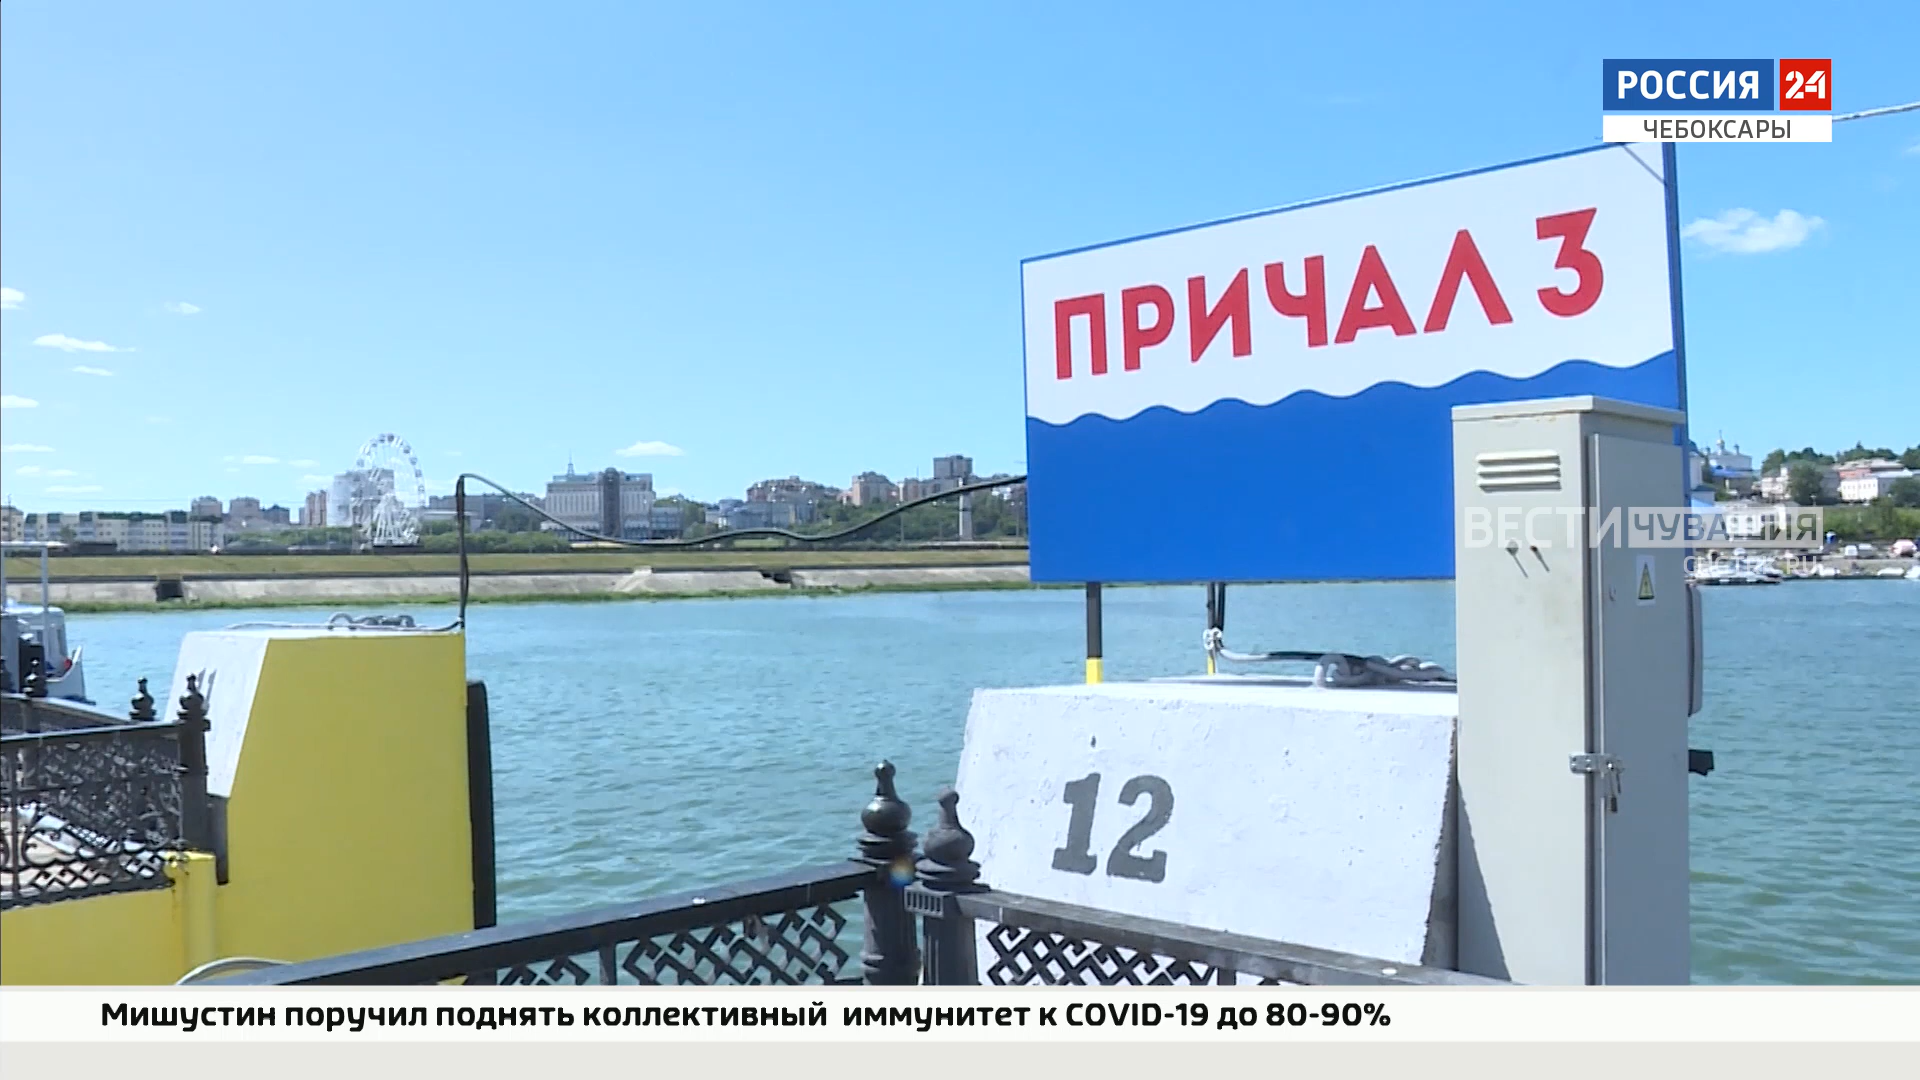 РОССИЯ 24
ЧЕБОКСАРЫ
ПРИЧАЛ 3
ВЕСТИ ЧУВАШИЯ
12
Мишустин поручил поднять коллективный иммунитет к COVID-19 до 80-90%